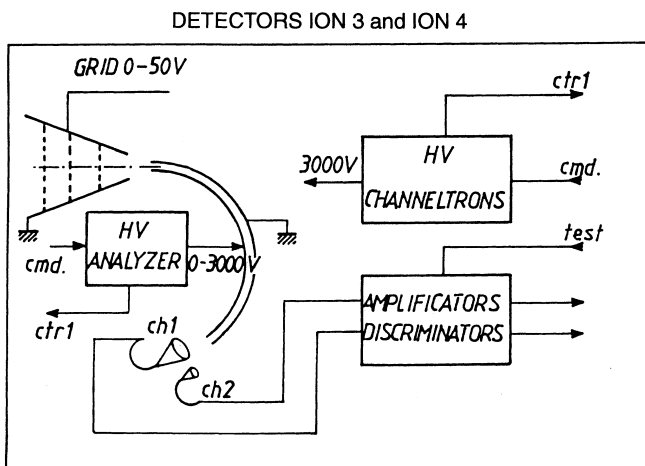 DETECTORS ION 3 and ION 4
GRID 0-50V
ctr1
3000V
HV
CHANNELTRONS
cmd.
HV
ANALYZER
0-3000V
cmd.
ctr1
test
AMPLIFICATORS
DISCRIMINATORS
ch1
ch2